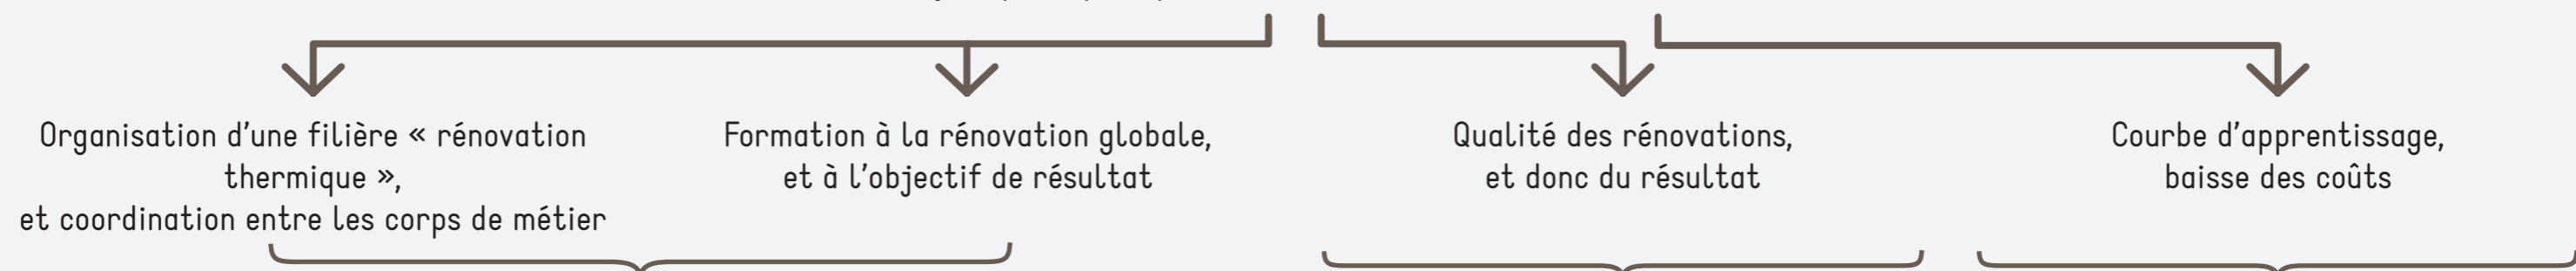 Organisation d'une filière « rénovation
thermique »,
et coordination entre les corps de métier
Formation à la rénovation globale,
et à l'objectif de résultat
Qualité des rénovations,
et donc du résultat
Courbe d'apprentissage,
baisse des coûts